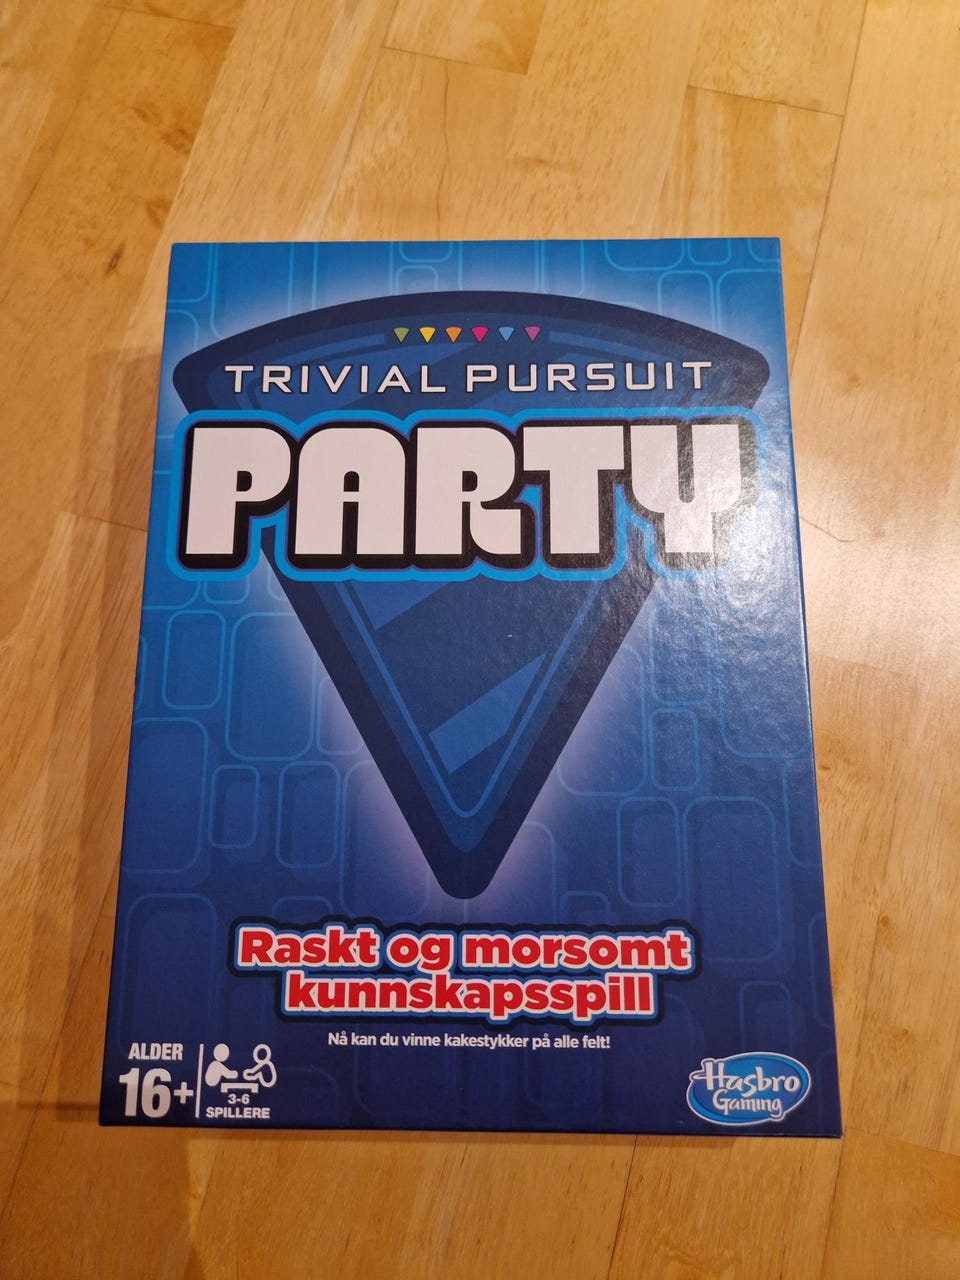 TRIVIAL PURSUIT
PARTY
Raskt og morsomt
kunnskapsspill
Nå kan du vinne kakestykker på alle felt!
ALDER
16+
3-6
SPILLERE
Hasbro
Gaming